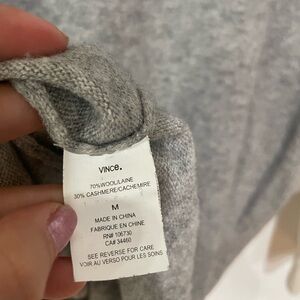 VINCE.
70%WOOL/LAINE
30% CASHMERE/CACHEMIRE
M
MADE IN CHINA
FABRIQUE EN CHINE
RN# 106730
CA# 34460
SEE REVERSE FOR CARE
VOIR AU VERSO POUR LES SOINS